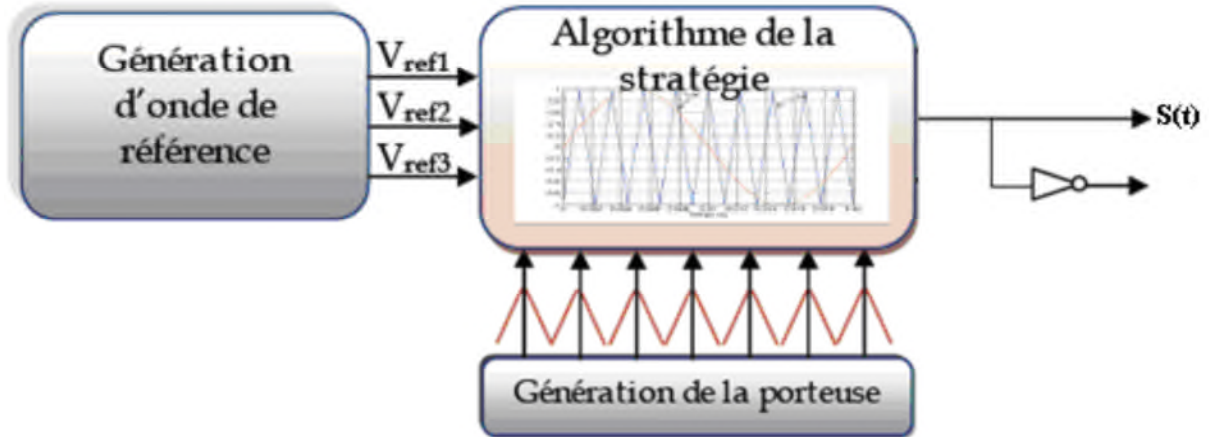 Génération
d'onde de
référence
Vref1
Vref2
Vref3
Algorithme de la
stratégie
S(t)
Génération de la porteuse